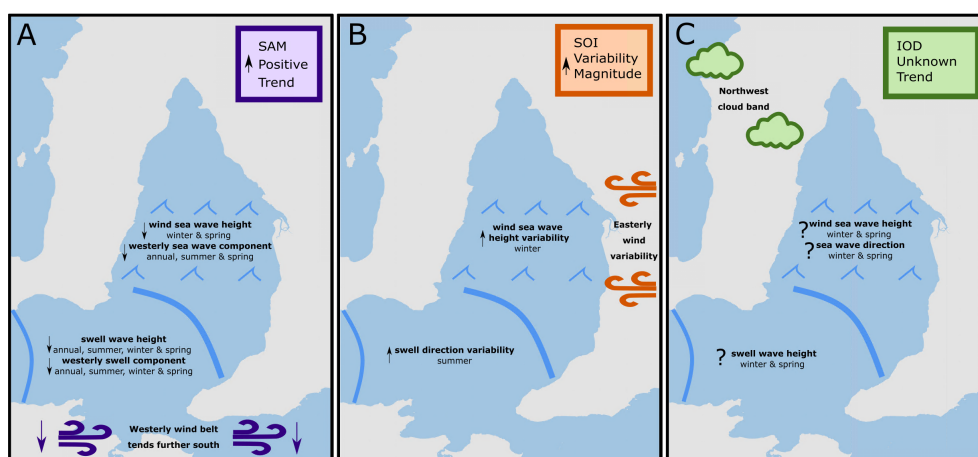 A
SAM
Positive
Trend
wind sea wave height
winter & spring
westerly sea wave component
annual, summer & spring
swell wave height
annual, summer, winter & spring
westerly swell component
annual, summer, winter & spring
Westerly wind belt
tends further south
B
SOI
Variability
Magnitude
wind sea wave
height variability
winter
Easterly
wind
variability
swell direction variability
summer
C
IOD
Unknown
Trend
Northwest
cloud band
? wind sea wave height
winter & spring
? sea wave direction
winter & spring
? swell wave height
winter & spring